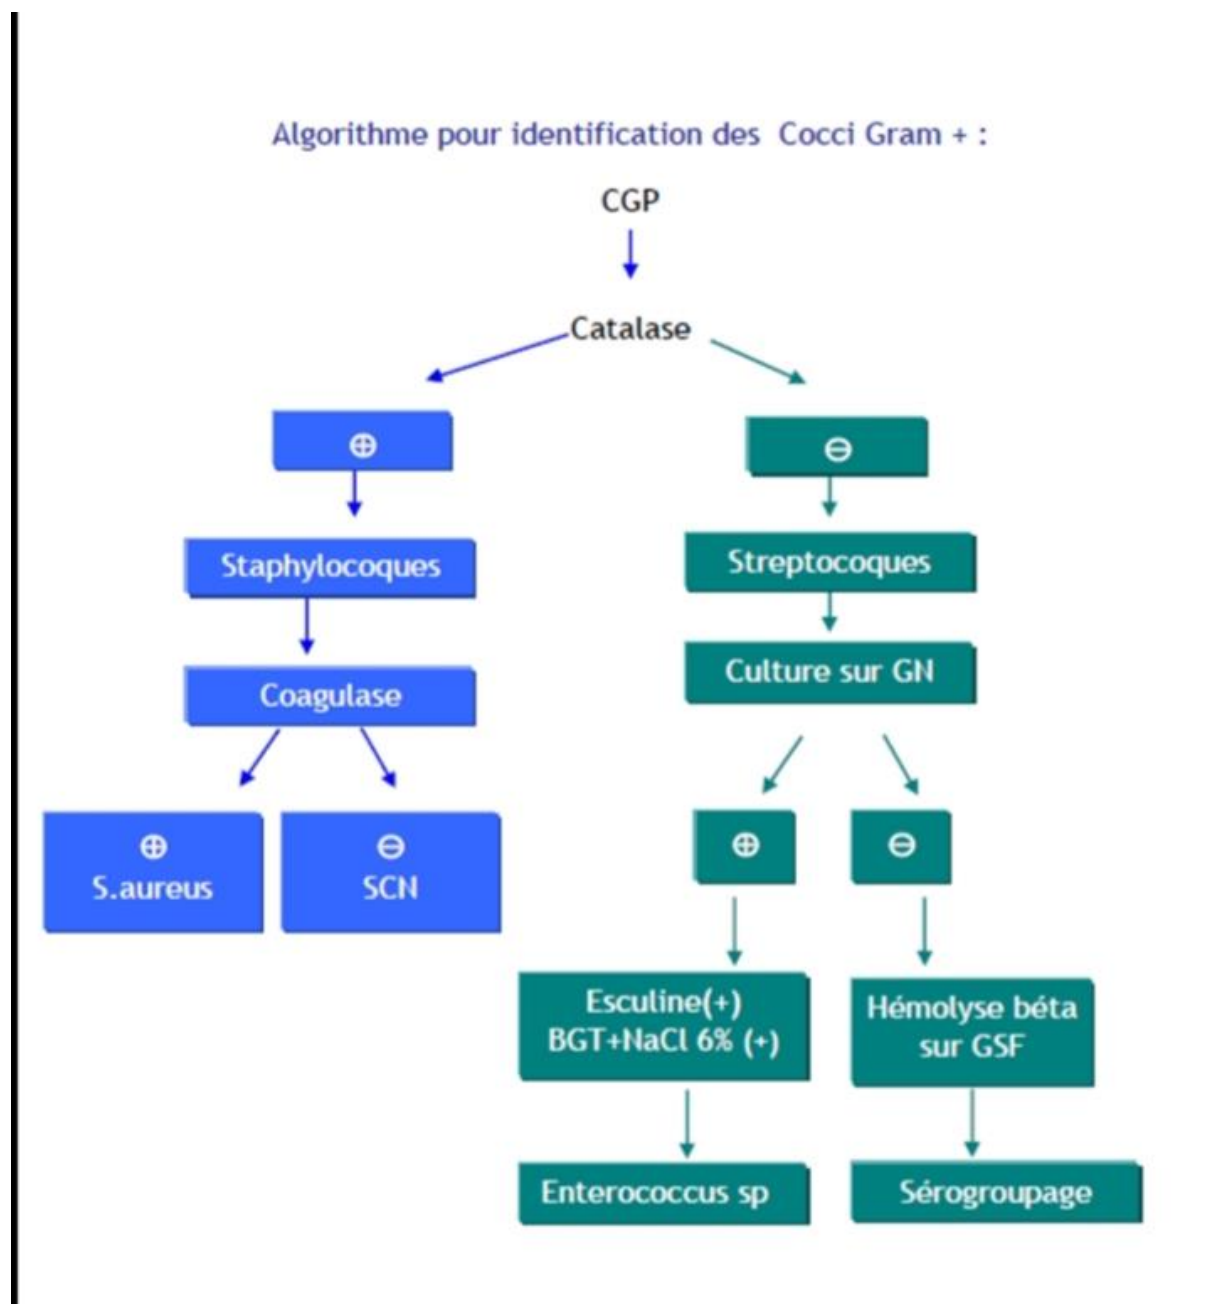 Algorithme pour identification des Cocci Gram + :
CGP
Catalase
⊕
⊖
Staphylocoques
Streptocoques
Coagulase
Culture sur GN
⊕
S.aureus
⊖
SCN
⊕
⊖
Esculine(+)
BGT+NaCl 6% (+)
Hémolyse béta
sur GSF
Enterococcus sp
Sérogroupage